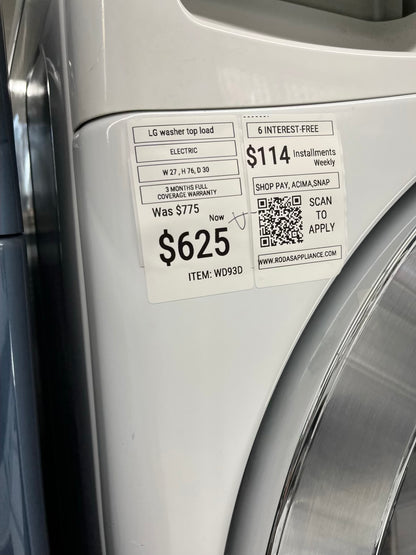 LG washer top load
ELECTRIC
W 27 , H 76, D 30
3 MONTHS FULL
COVERAGE WARRANTY
Was $775
Now
$625
ITEM: WD93D
6 INTEREST-FREE
$114 Installments
Weekly
SHOP PAY, ACIMA,SNAP
SCAN
TO
APPLY
WWW.RODASAPPLIANCE.COM